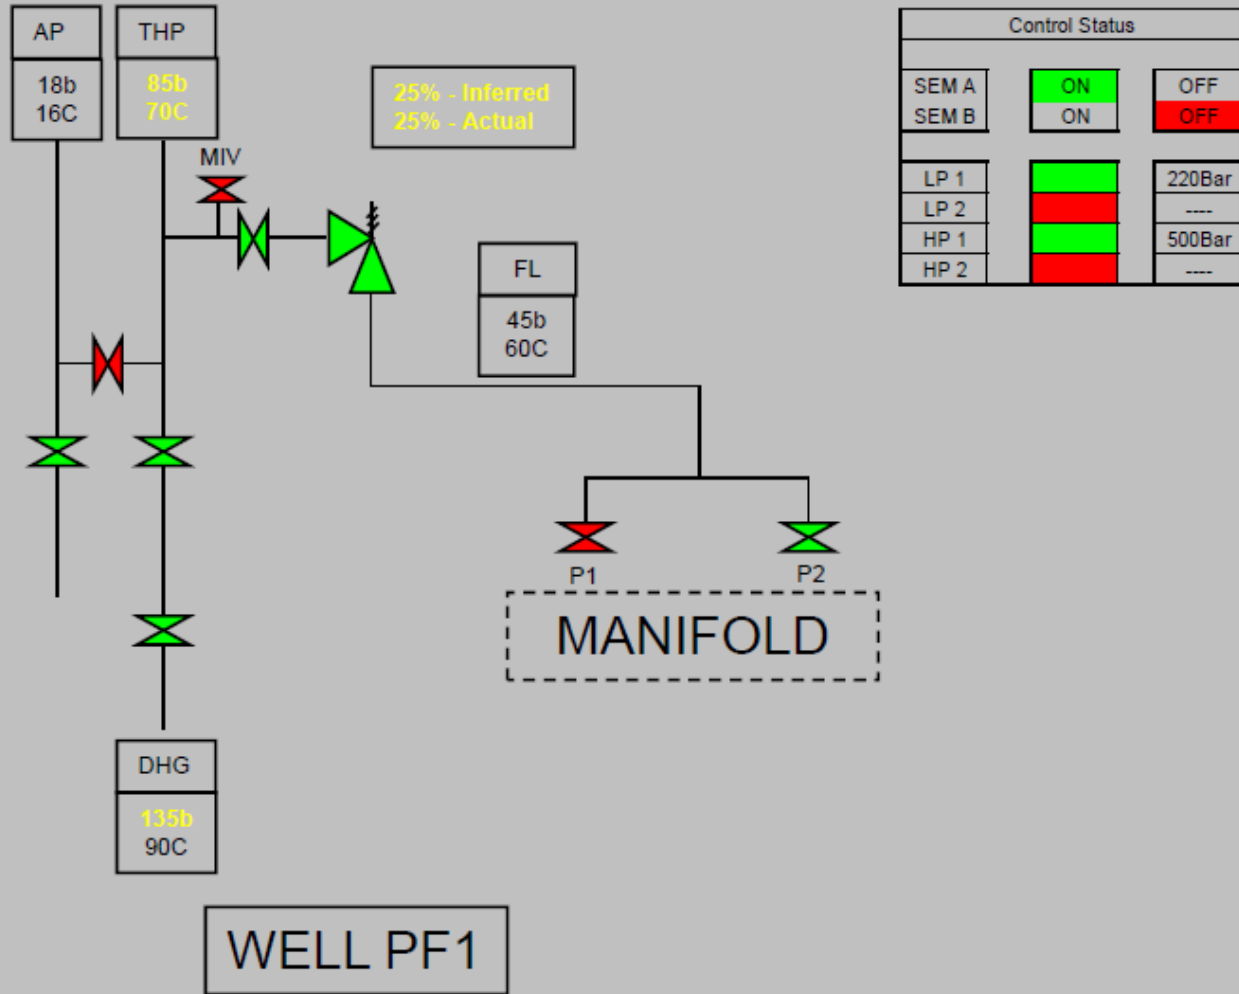 AP
THP
18b
16C
85b
70C
25% - Inferred
25% - Actual
MIV
FL
45b
60C
P1
P2
MANIFOLD
DHG
135b
90C
WELL PF1
Control Status
SEM A ON OFF
SEM B ON OFF
LP 1 220Bar
LP 2 ----
HP 1 500Bar
HP 2 ----